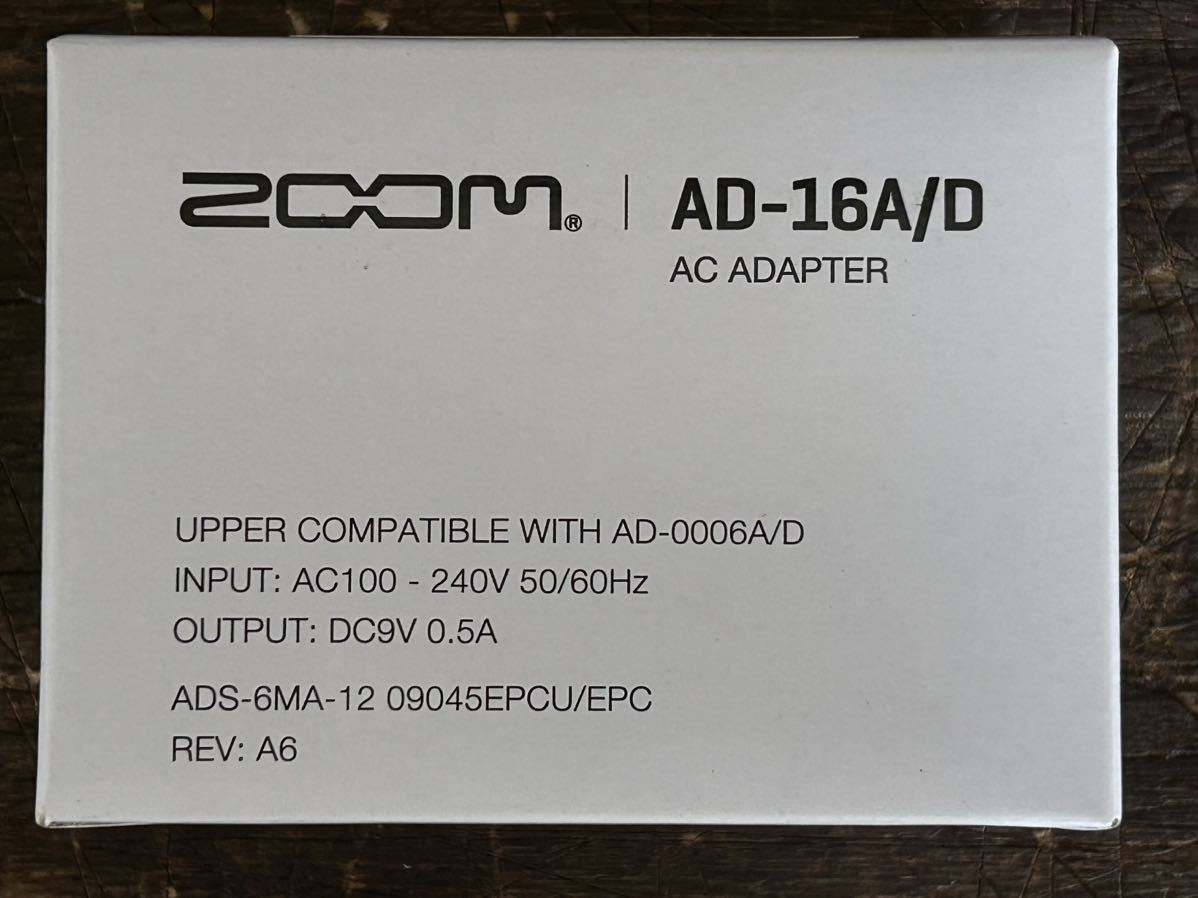 ZOOM® | AD-16A/D
AC ADAPTER
UPPER COMPATIBLE WITH AD-0006A/D
INPUT: AC100 - 240V 50/60Hz
OUTPUT: DC9V 0.5A
ADS-6MA-12 09045EPCU/EPC
REV: A6